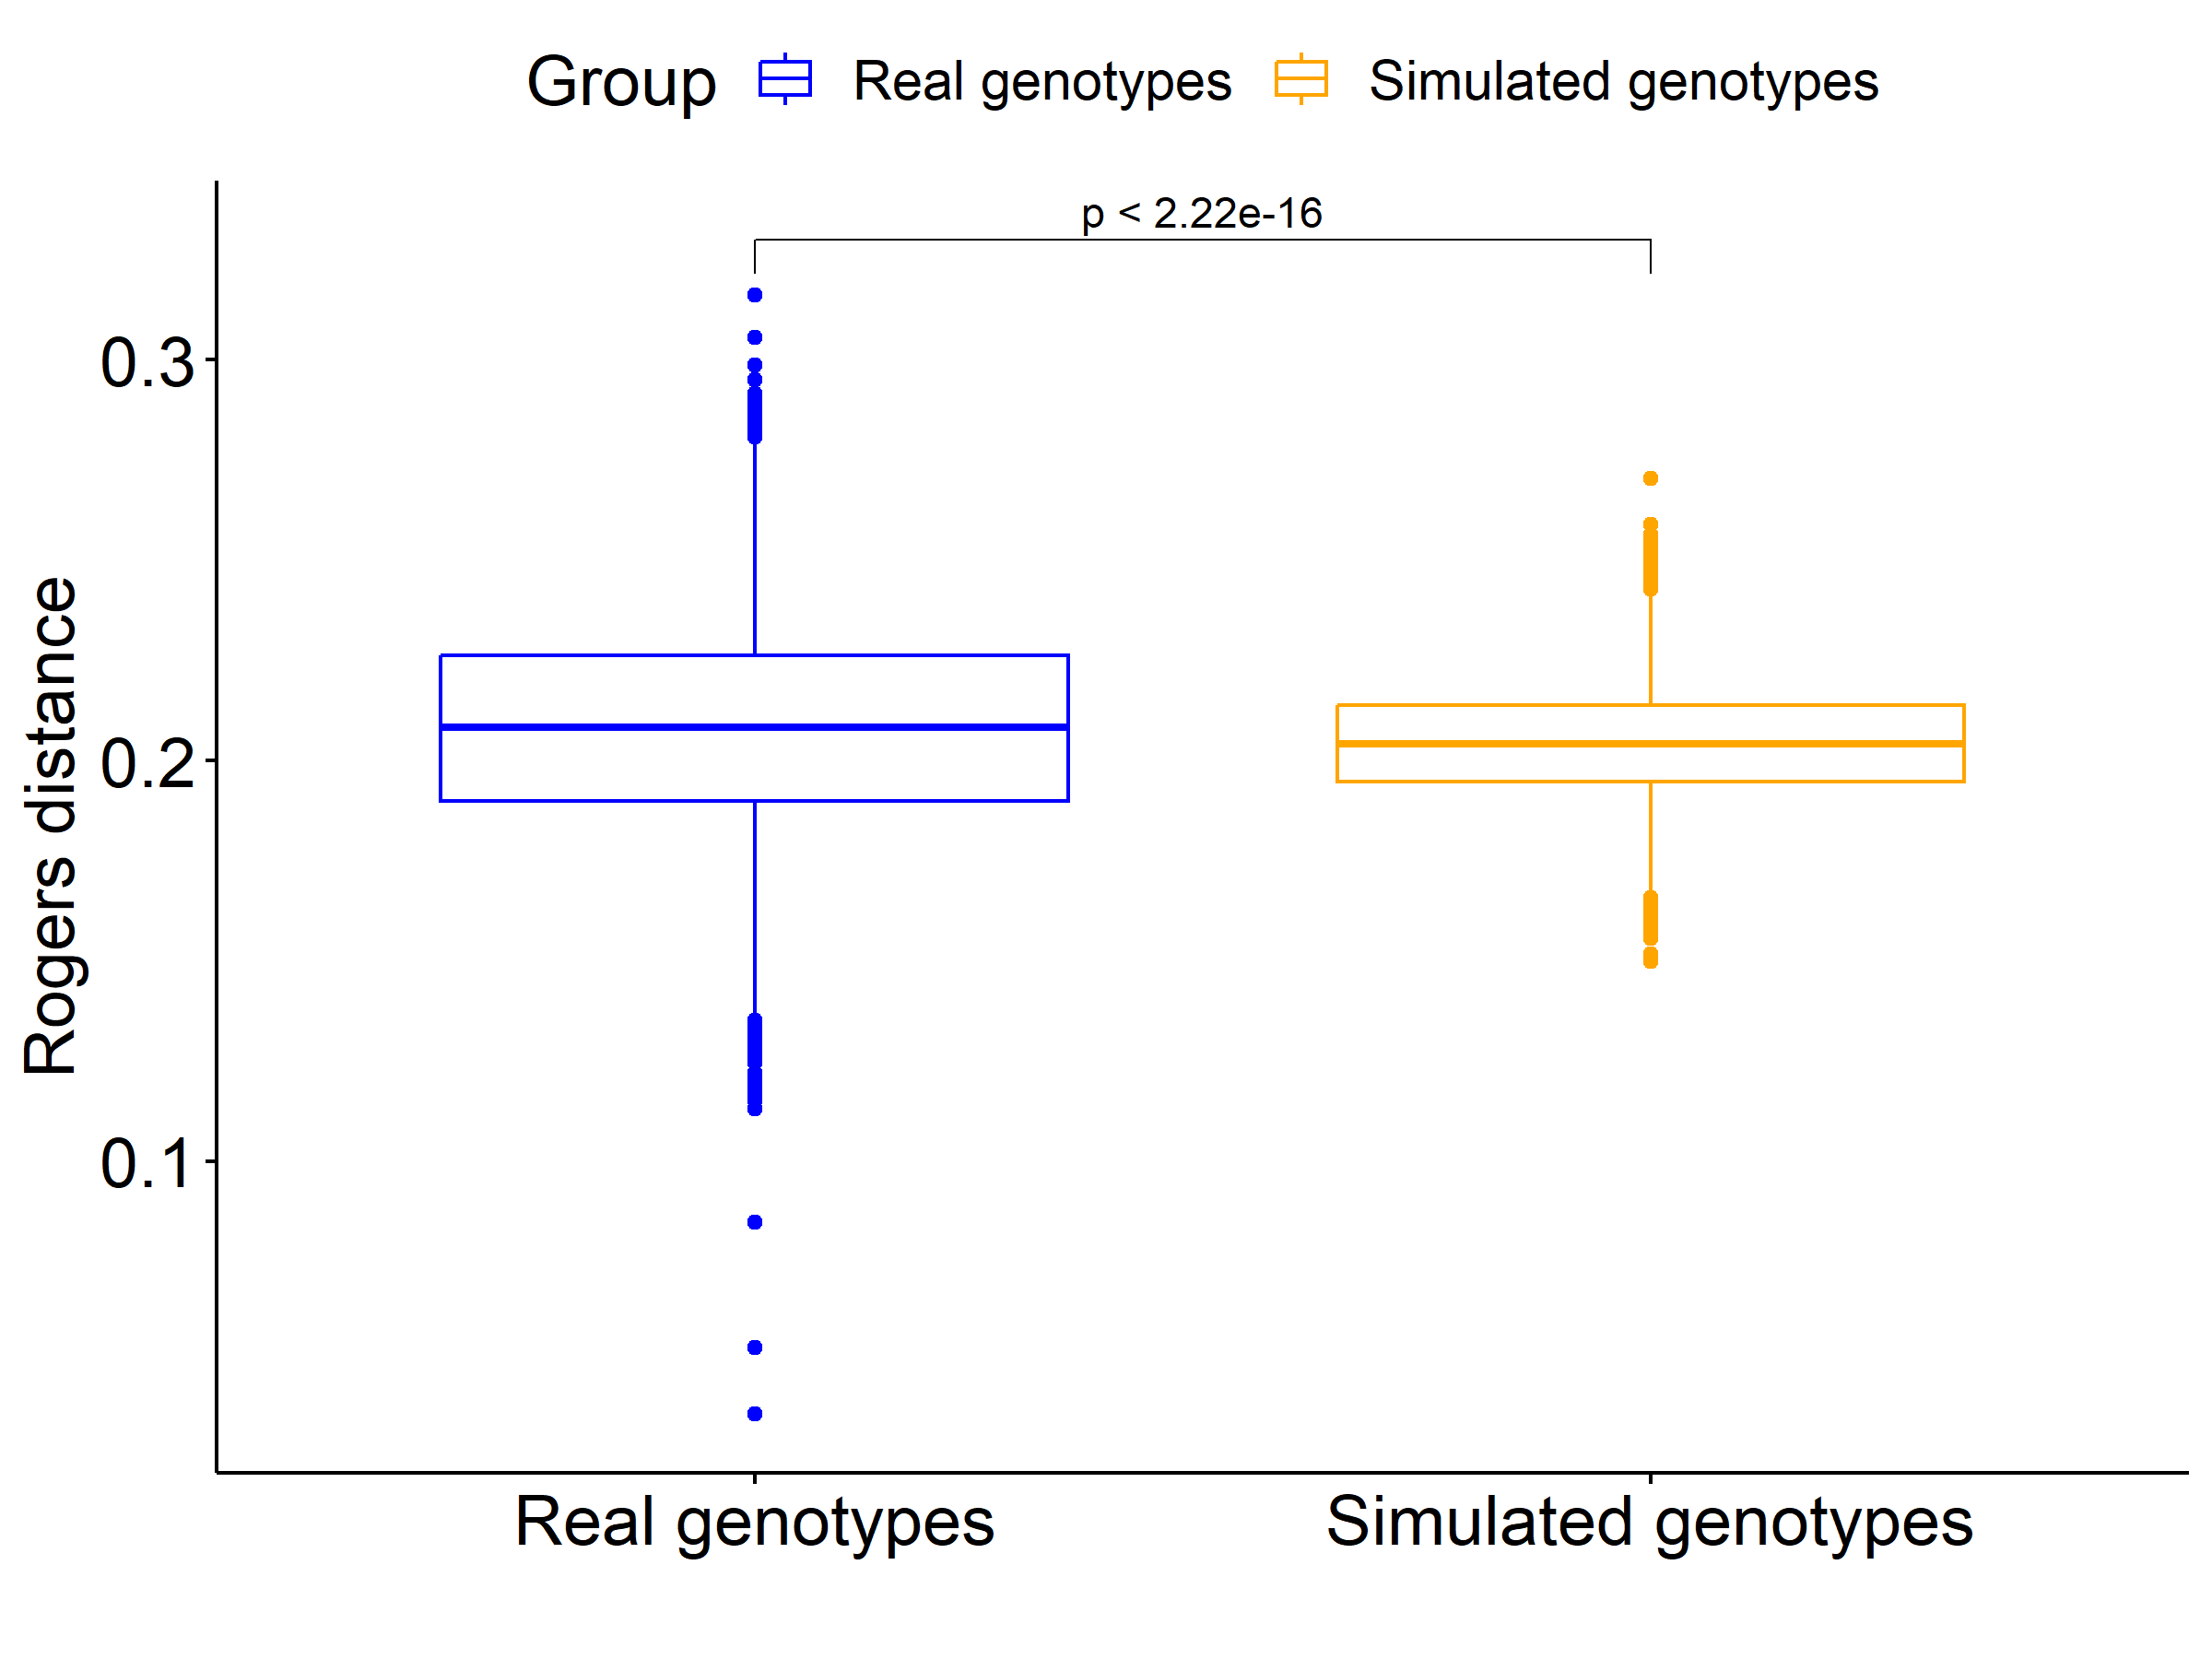 Group Real genotypes Simulated genotypes
p < 2.22e-16
0.3
0.2
0.1
Rogers distance
Real genotypes Simulated genotypes